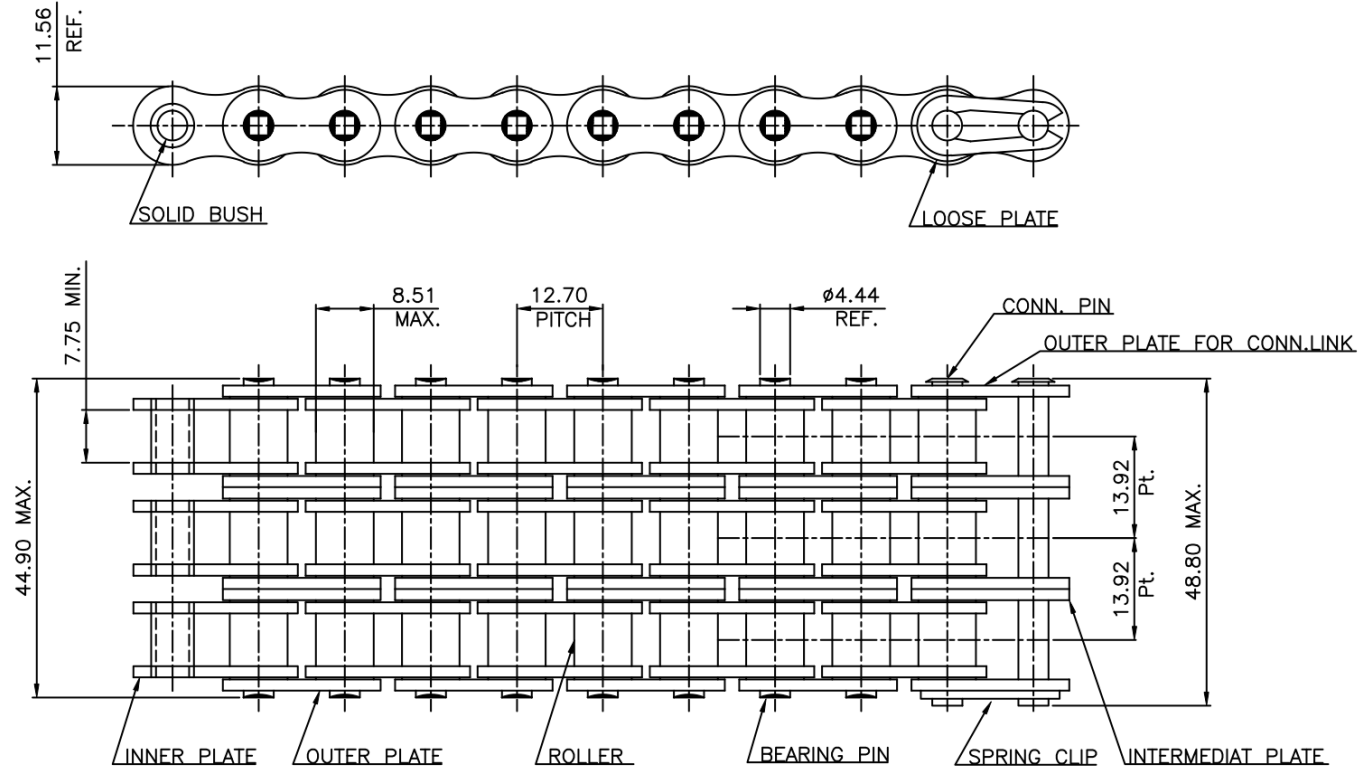 11.56
REF.
SOLID BUSH
LOOSE PLATE
7.75 MIN.
8.51
MAX.
12.70
PITCH
ø4.44
REF.
CONN. PIN
OUTER PLATE FOR CONN.LINK
44.90 MAX.
13.92
Pt.
13.92
Pt.
48.80 MAX.
INNER PLATE
OUTER PLATE
ROLLER
BEARING PIN
SPRING CLIP
INTERMEDIAT PLATE